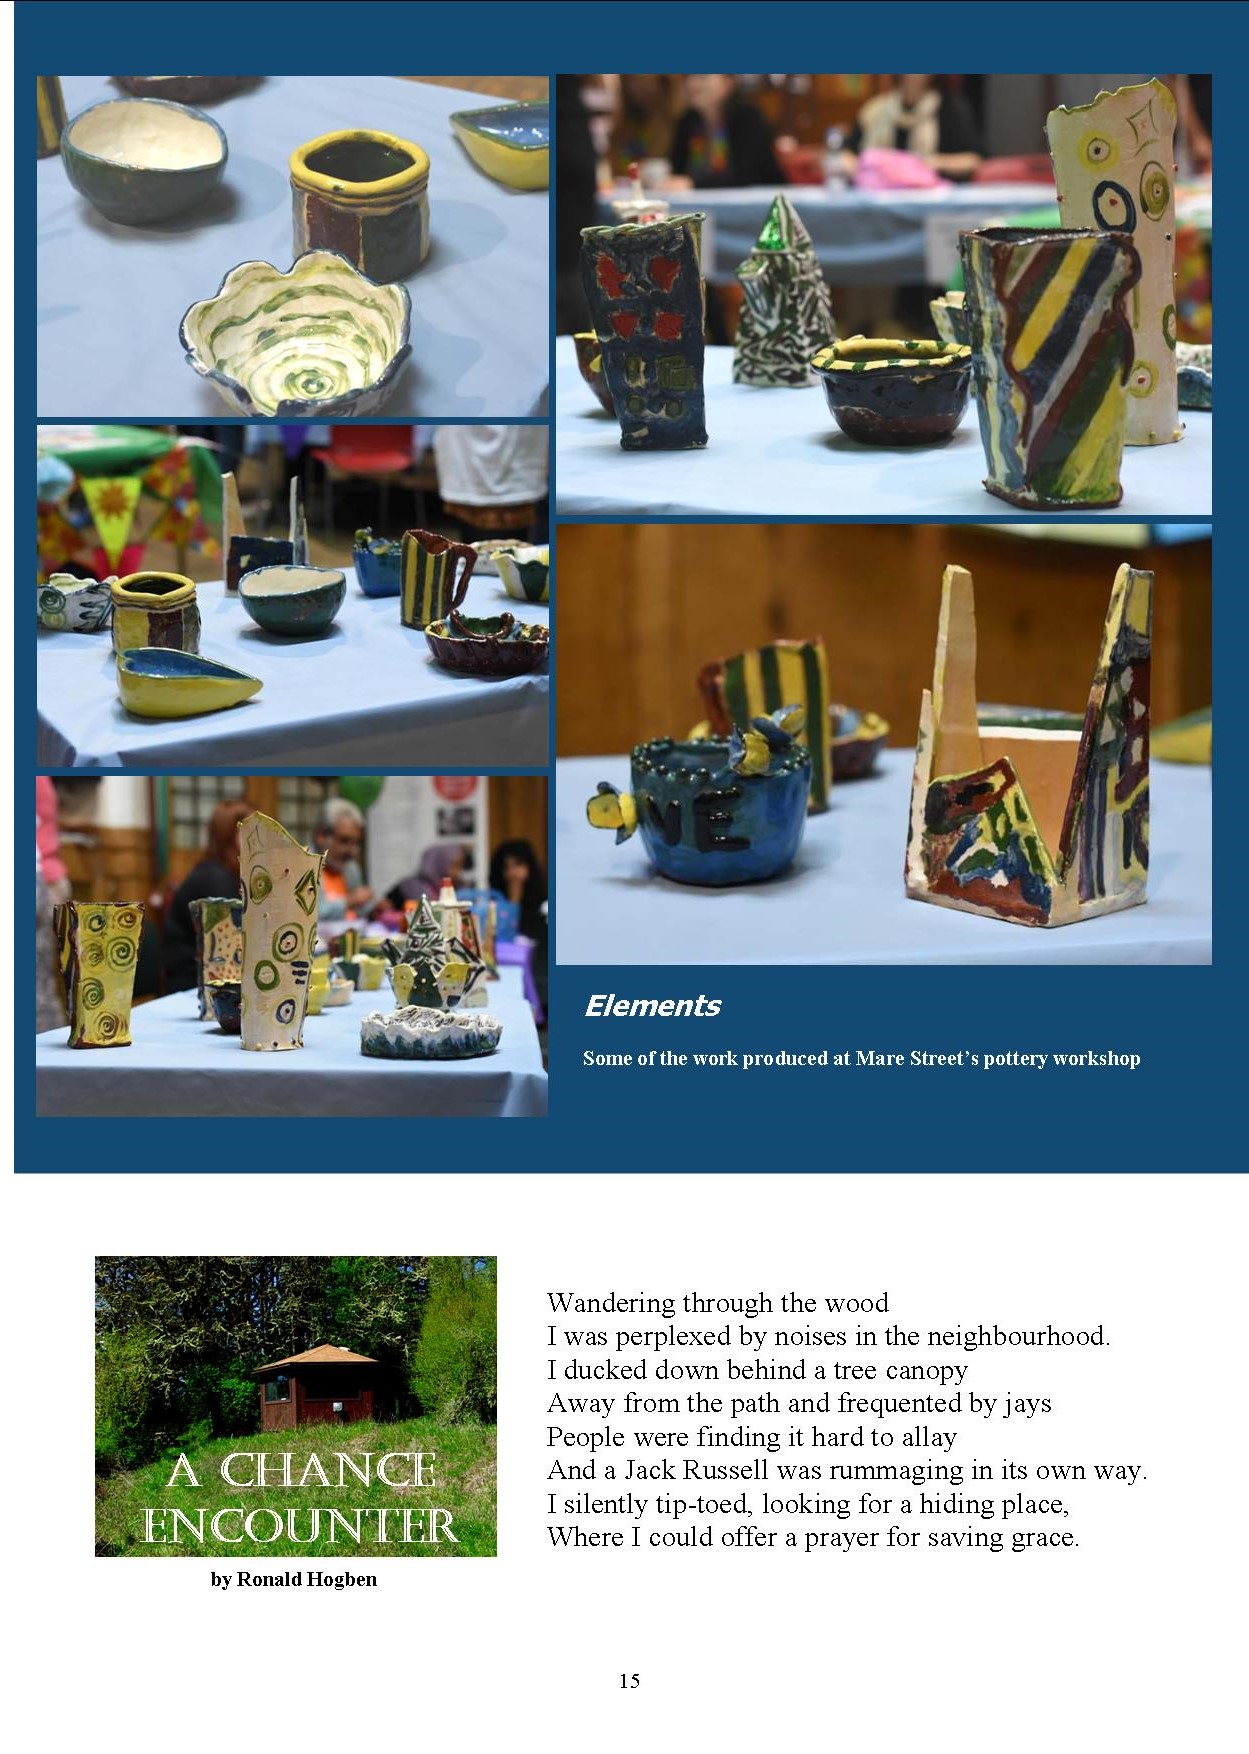 NE
Elements
Some of the work produced at Mare Street's pottery workshop
A CHANCE
ENCOUNTER
by Ronald Hogben
Wandering through the wood
I was perplexed by noises in the neighbourhood.
I ducked down behind a tree canopy
Away from the path and frequented by jays
People were finding it hard to allay
And a Jack Russell was rummaging in its own way.
I silently tip-toed, looking for a hiding place,
Where I could offer a prayer for saving grace.
15